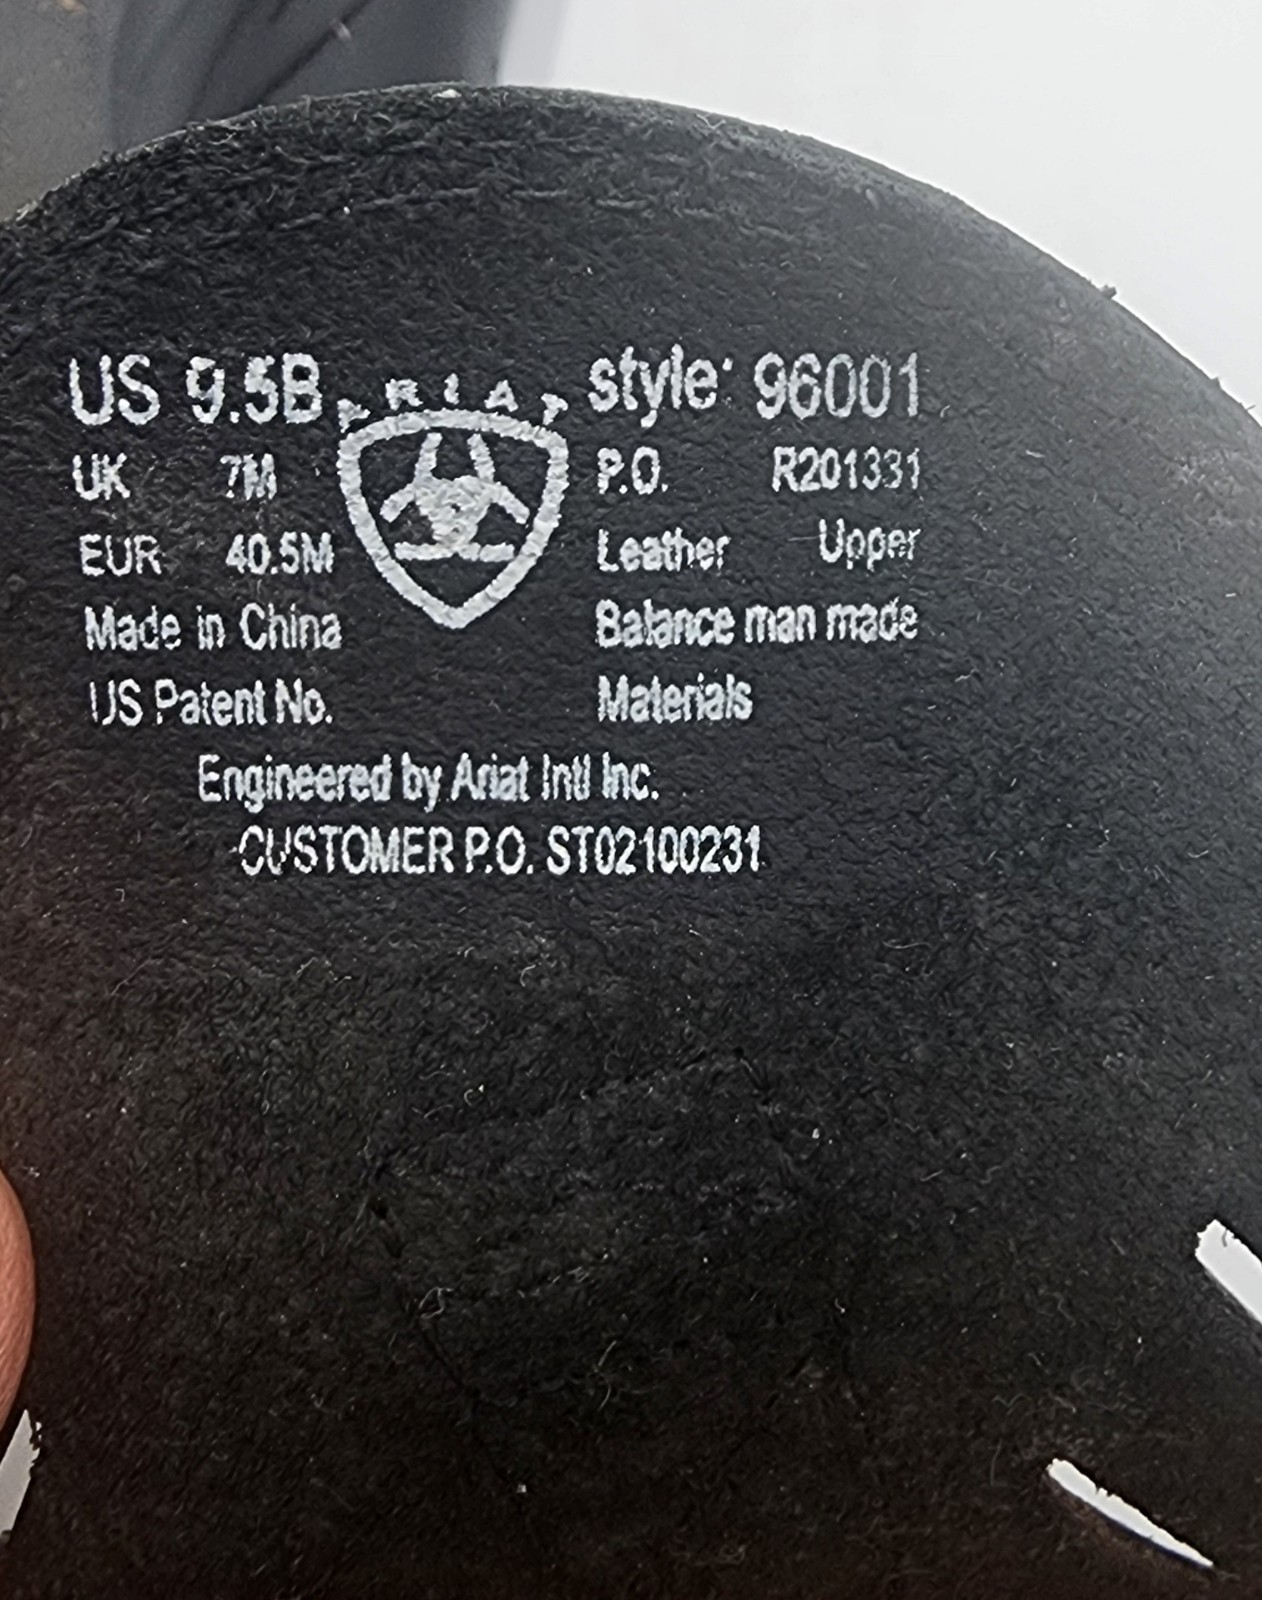 US 9.5B
UK 7M
EUR 40.5M
Made in China
US Patent No.
ARIAT
style: 96001
P.O. R201331
Leather Upper
Balance man made
Materials
Engineered by Ariat Intl Inc.
CUSTOMER P.O. ST02100231